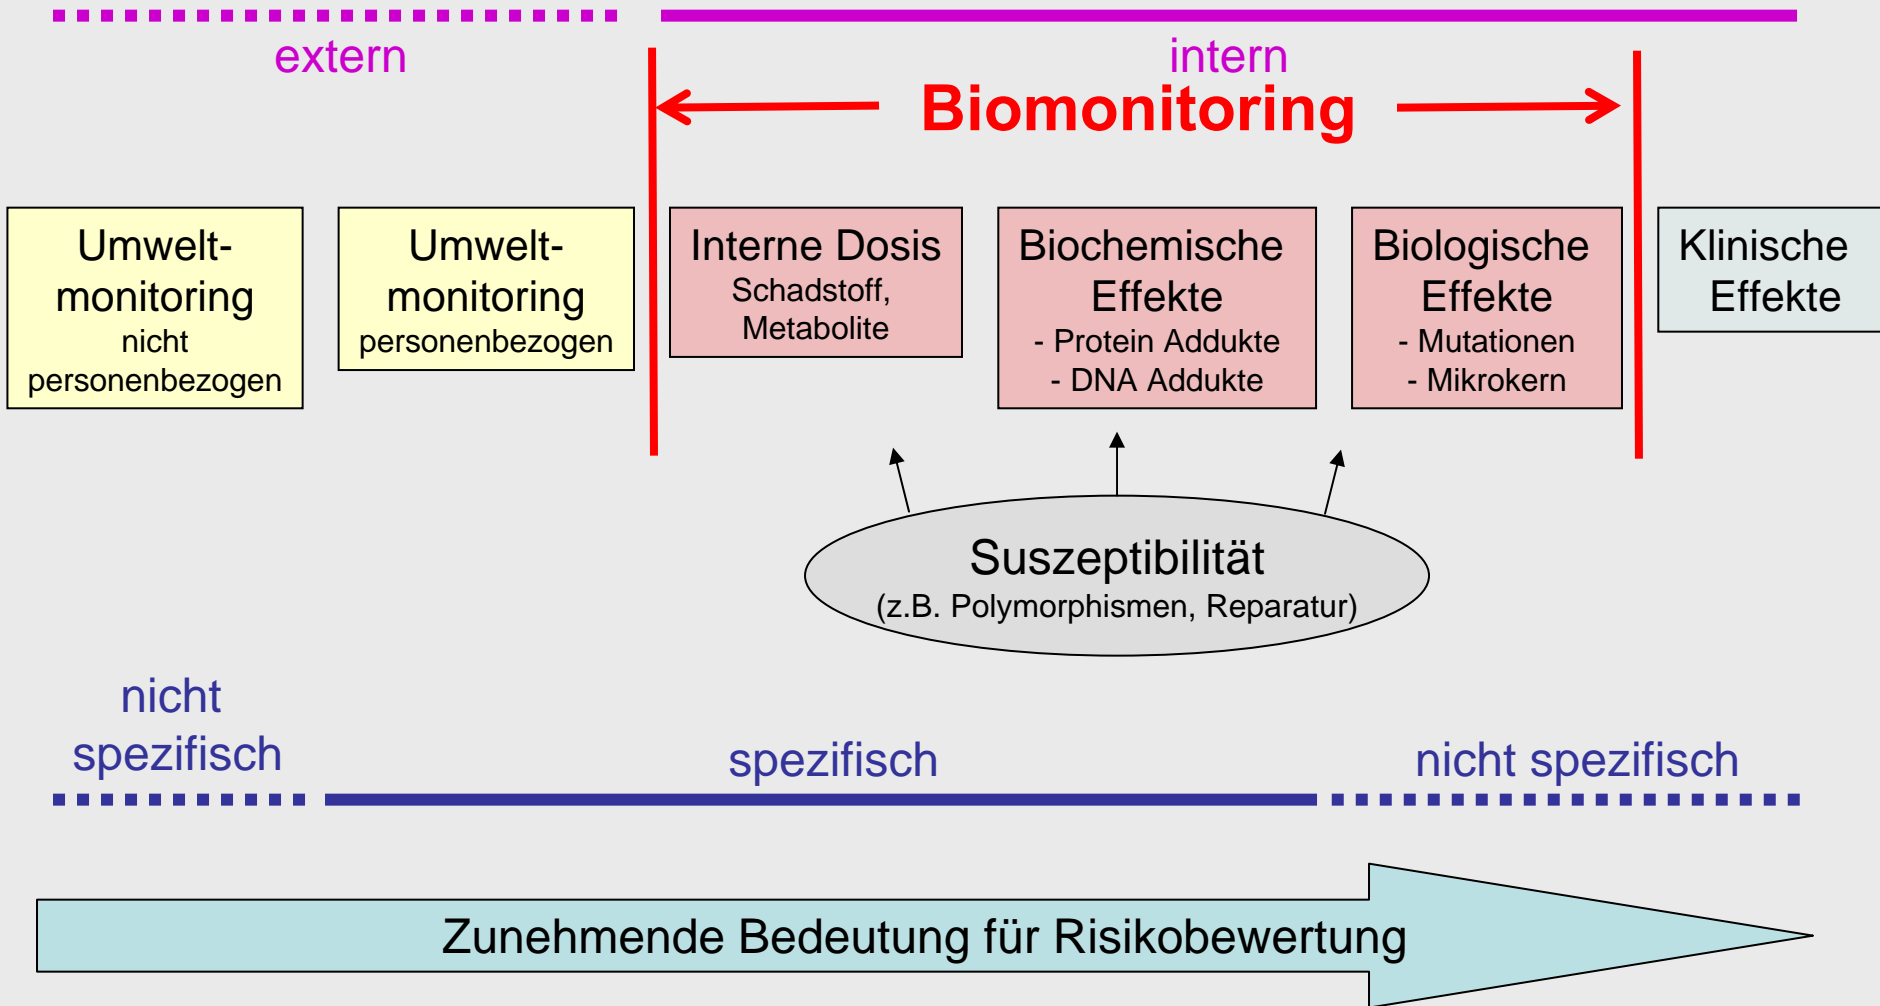 extern
intern
Biomonitoring
Umwelt-
monitoring
nicht
personenbezogen
Umwelt-
monitoring
personenbezogen
Interne Dosis
Schadstoff,
Metabolite
Biochemische
Effekte
- Protein Addukte
- DNA Addukte
Biologische
Effekte
- Mutationen
- Mikrokern
Klinische
Effekte
Suszeptibilität
(z.B. Polymorphismen, Reparatur)
nicht
spezifisch
spezifisch
nicht spezifisch
Zunehmende Bedeutung für Risikobewertung